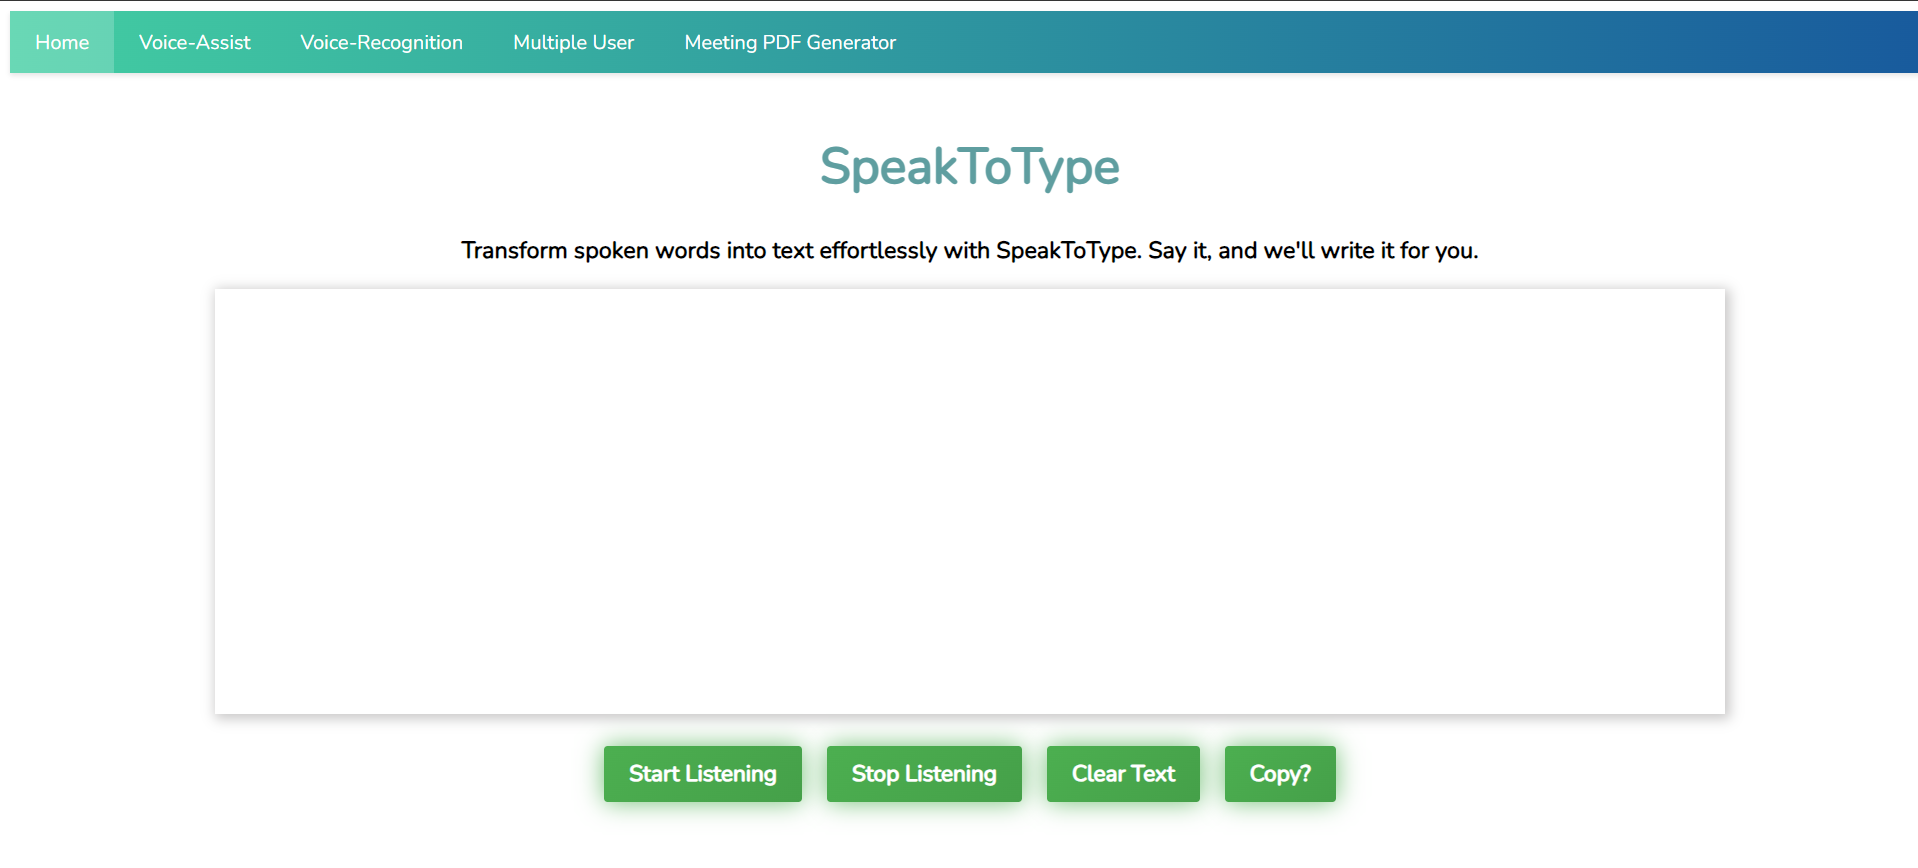 Home Voice-Assist Voice-Recognition Multiple User Meeting PDF Generator
SpeakToType
Transform spoken words into text effortlessly with SpeakToType. Say it, and we'll write it for you.
Start Listening Stop Listening Clear Text Copy?